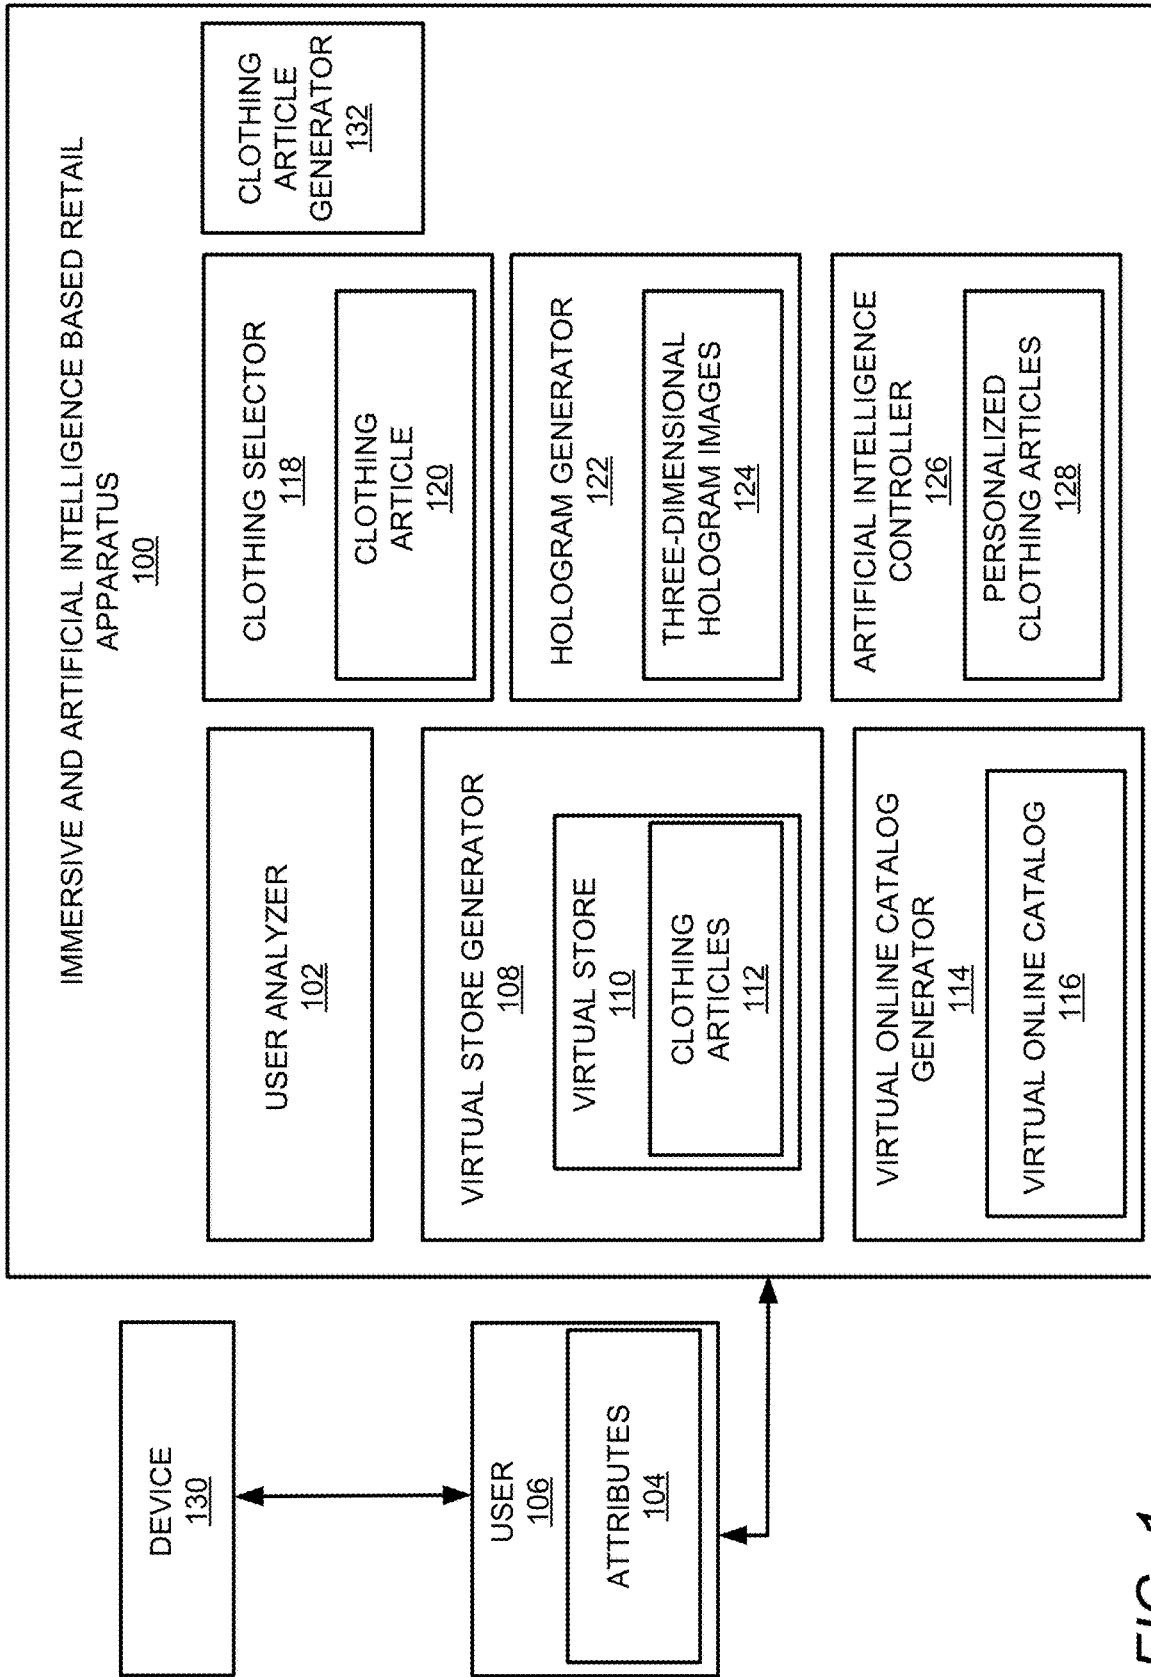 IMMERSIVE AND ARTIFICIAL INTELLIGENCE BASED RETAIL
APPARATUS
100
DEVICE
130
USER
106
ATTRIBUTES
104
USER ANALYZER
102
VIRTUAL STORE GENERATOR
108
VIRTUAL STORE
110
CLOTHING
ARTICLES
112
VIRTUAL ONLINE CATALOG
GENERATOR
114
VIRTUAL ONLINE CATALOG
116
CLOTHING SELECTOR
118
CLOTHING
ARTICLE
120
HOLOGRAM GENERATOR
122
THREE-DIMENSIONAL
HOLOGRAM IMAGES
124
ARTIFICIAL INTELLIGENCE
CONTROLLER
126
PERSONALIZED
CLOTHING ARTICLES
128
CLOTHING
ARTICLE
GENERATOR
132
FIG. 1